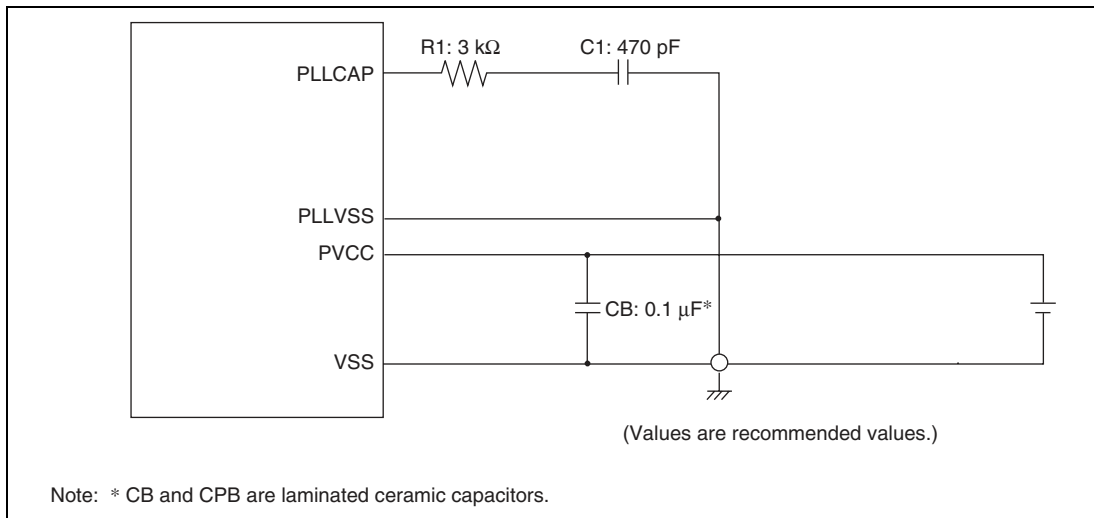 R1: 3 kΩ
C1: 470 pF
PLLCAP
PLLVSS
PVCC
CB: 0.1 μF*
VSS
(Values are recommended values.)
Note: * CB and CPB are laminated ceramic capacitors.